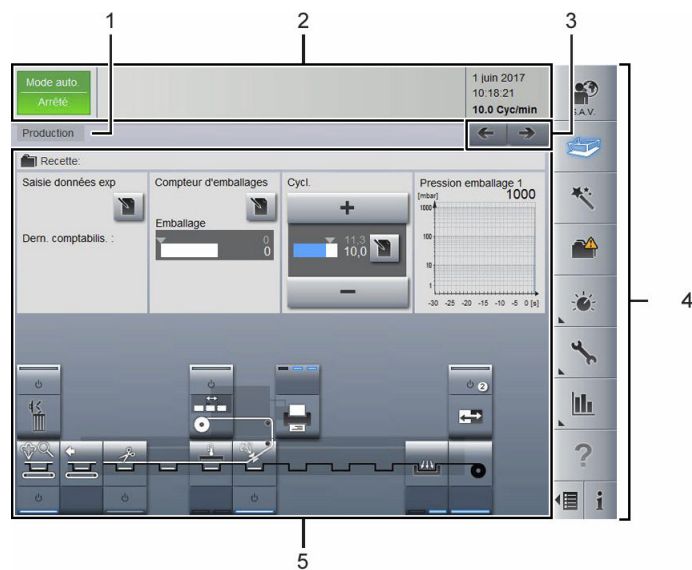 1
2
3
Mode auto.
Arrêté
1 juin 2017
10:18:21
10.0 Cyc/min
S.A.V.
Production
Recette:
Saisie données exp
Compteur d'emballages
Cycl.
Pression emballage 1
[mbar]
1000
1000
100
10
1
-30 -25 -20 -15 -10 -5 0 [s]
Dern. comptabilis. :
Emballage
0
0
+
11,3
10,0
−
4
2
?
i
5